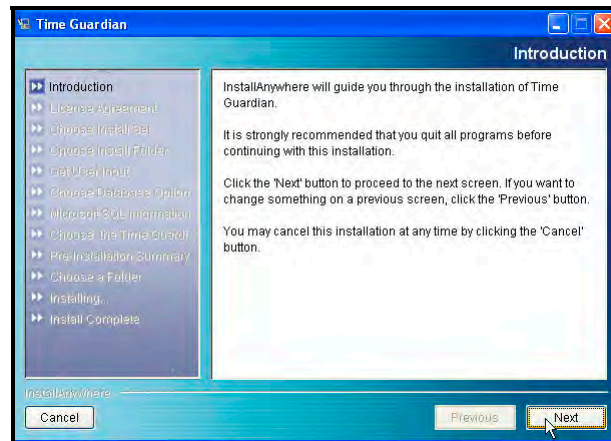 Time Guardian
Introduction
Introduction
License Agreement
Choose Install Set
Choose Install Folder
Get User Input
Choose Database Option
Microsoft SQL Information
Choose the Time Guardi
Pre-Installation Summary
Choose a Folder
Installing...
Install Complete
InstallAnywhere will guide you through the installation of Time
Guardian.
It is strongly recommended that you quit all programs before
continuing with this installation.
Click the 'Next' button to proceed to the next screen. If you want to
change something on a previous screen, click the 'Previous' button.
You may cancel this installation at any time by clicking the 'Cancel'
button.
InstallAnywhere
Cancel
Previous
Next